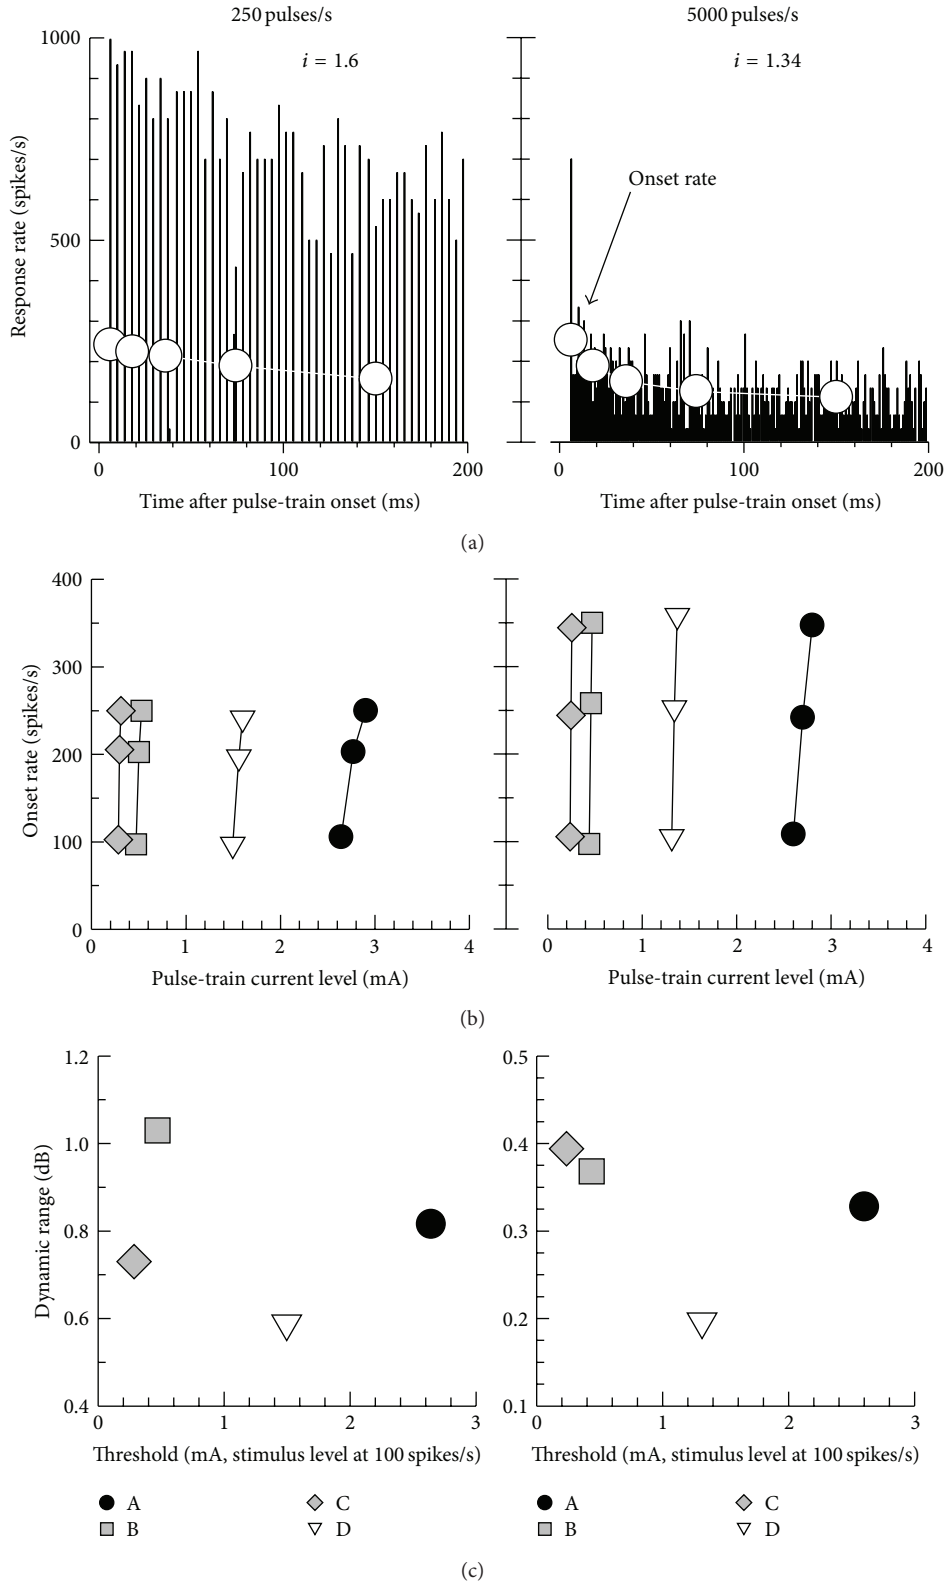 250 pulses/s
5000 pulses/s
i = 1.6
i = 1.34
Onset rate
Response rate (spikes/s)
1000
500
0
0 100 200
0 100 200
Time after pulse-train onset (ms)
Time after pulse-train onset (ms)
(a)
Onset rate (spikes/s)
400
300
200
100
0
0 1 2 3 4
0 1 2 3 4
Pulse-train current level (mA)
Pulse-train current level (mA)
(b)
Dynamic range (dB)
1.2
1.0
0.8
0.6
0.4
0 1 2 3
0.5
0.4
0.3
0.2
0.1
0 1 2 3
Threshold (mA, stimulus level at 100 spikes/s)
Threshold (mA, stimulus level at 100 spikes/s)
A
B
C
D
A
B
C
D
(c)